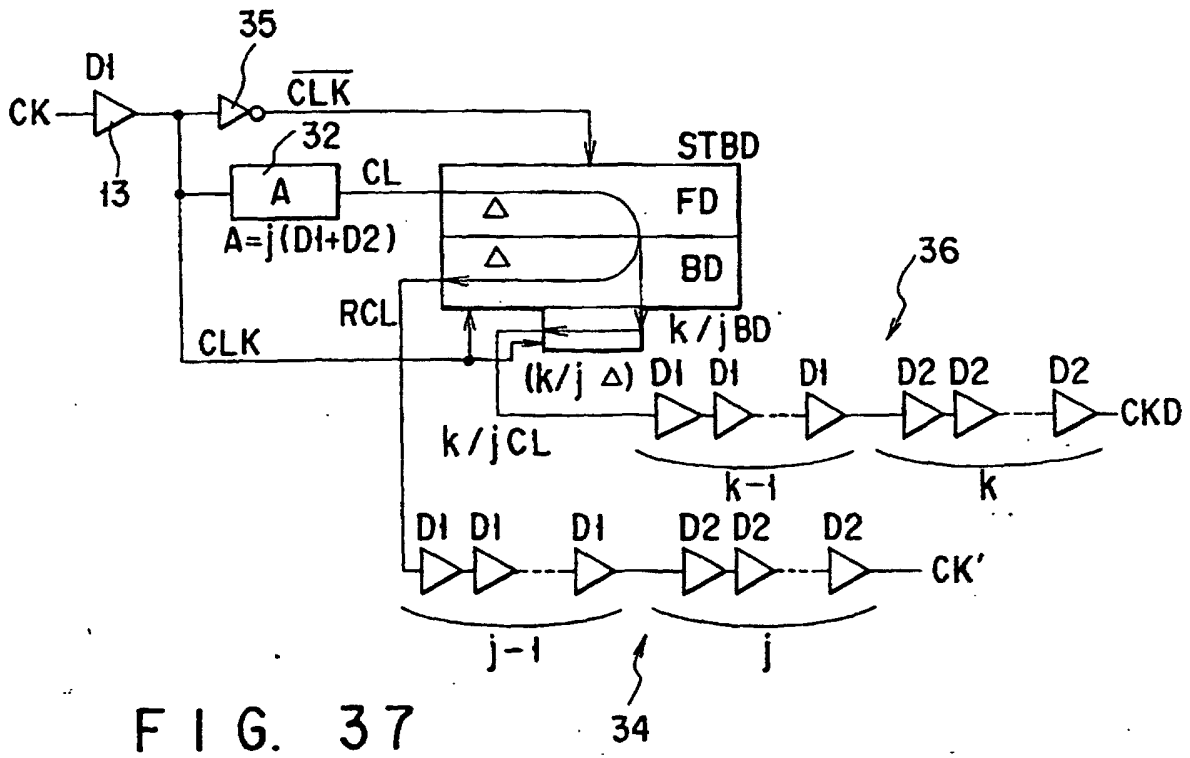 35
D1
CLK
CK
STBD
32
13
A
CL
Δ
FD
A=j(D1+D2)
Δ
BD
36
RCL
k/jBD
CLK
(k/j Δ)
D1 D1 D1 D2 D2 D2
CKD
k/jCL
k-1
k
D1 D1 D1 D2 D2 D2
CK'
j-1
j
34
FIG. 37